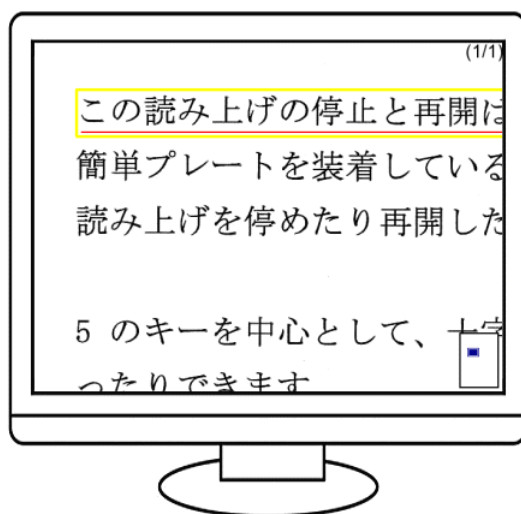 (1/1)
この読み上げの停止と再開は
簡単プレートを装着している
読み上げを停めたり再開した
5 のキーを中心として、十字
ったりできます